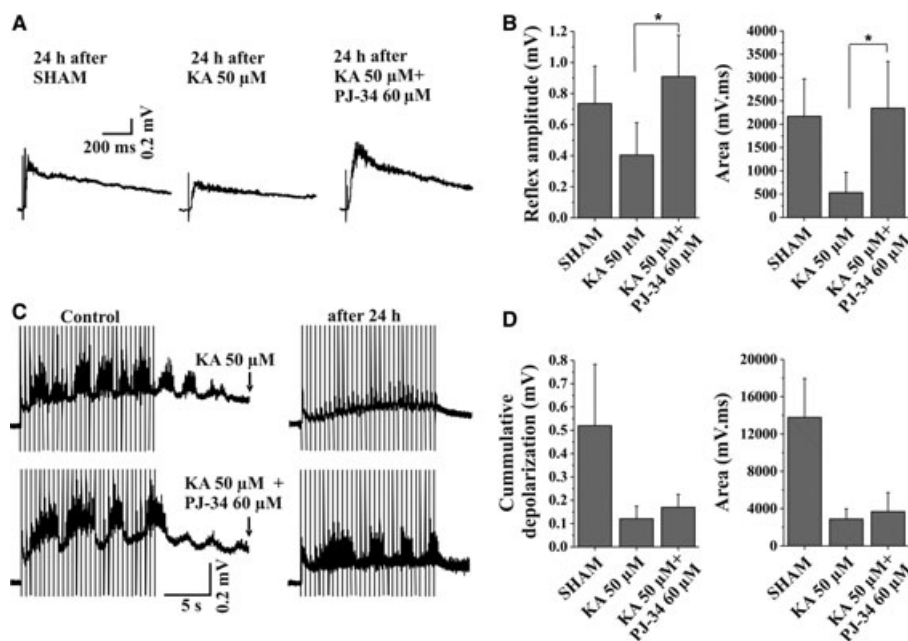 A
24 h after
SHAM
24 h after
KA 50 µM
24 h after
KA 50 µM+
PJ-34 60 µM
200 ms
0.2 mV
B
Reflex amplitude (mV)
1.2
1.0
0.8
0.6
0.4
0.2
0.0
*
SHAM
KA 50 µM
KA 50 µM+
PJ-34 60 µM
Area (mV.ms)
4000
3500
3000
2500
2000
1500
1000
500
0
*
SHAM
KA 50 µM
KA 50 µM+
PJ-34 60 µM
C
Control
after 24 h
KA 50 µM
KA 50 µM +
PJ-34 60 µM
5 s
0.2 mV
D
Cummulative
depolarization (mV)
0.8
0.7
0.6
0.5
0.4
0.3
0.2
0.1
0.0
SHAM
KA 50 µM
KA 50 µM+
PJ-34 60 µM
Area (mV.ms)
20000
16000
12000
8000
4000
0
SHAM
KA 50 µM
KA 50 µM+
PJ-34 60 µM